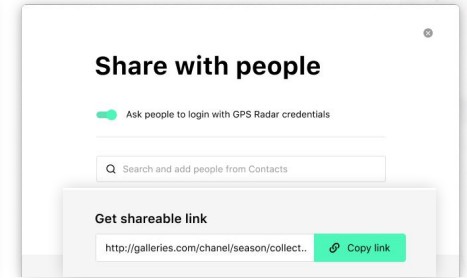 Share with people
Ask people to login with GPS Radar credentials
Search and add people from Contacts
Get shareable link
http://galleries.com/chanel/season/collect..
Copy link